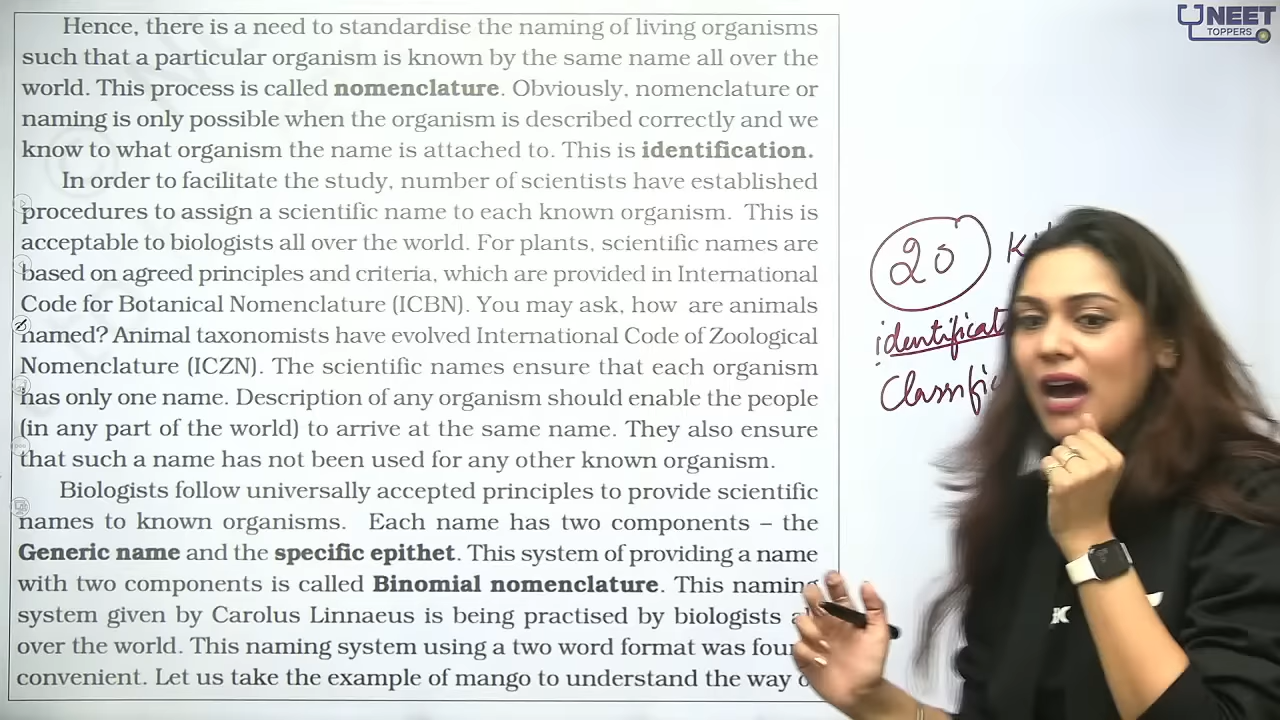 Hence, there is a need to standardise the naming of living organisms
such that a particular organism is known by the same name all over the
world. This process is called nomenclature. Obviously, nomenclature or
naming is only possible when the organism is described correctly and we
know to what organism the name is attached to. This is identification.
In order to facilitate the study, number of scientists have established
procedures to assign a scientific name to each known organism. This is
acceptable to biologists all over the world. For plants, scientific names are
based on agreed principles and criteria, which are provided in International
Code for Botanical Nomenclature (ICBN). You may ask, how are animals
named? Animal taxonomists have evolved International Code of Zoological
Nomenclature (ICZN). The scientific names ensure that each organism
has only one name. Description of any organism should enable the people
(in any part of the world) to arrive at the same name. They also ensure
that such a name has not been used for any other known organism.
Biologists follow universally accepted principles to provide scientific
names to known organisms. Each name has two components – the
Generic name and the specific epithet. This system of providing a name
with two components is called Binomial nomenclature. This naming
system given by Carolus Linnaeus is being practised by biologists
over the world. This naming system using a two word format was
convenient. Let us take the example of mango to understand the way
NEET
TOPPERS
20
identificat
Classific